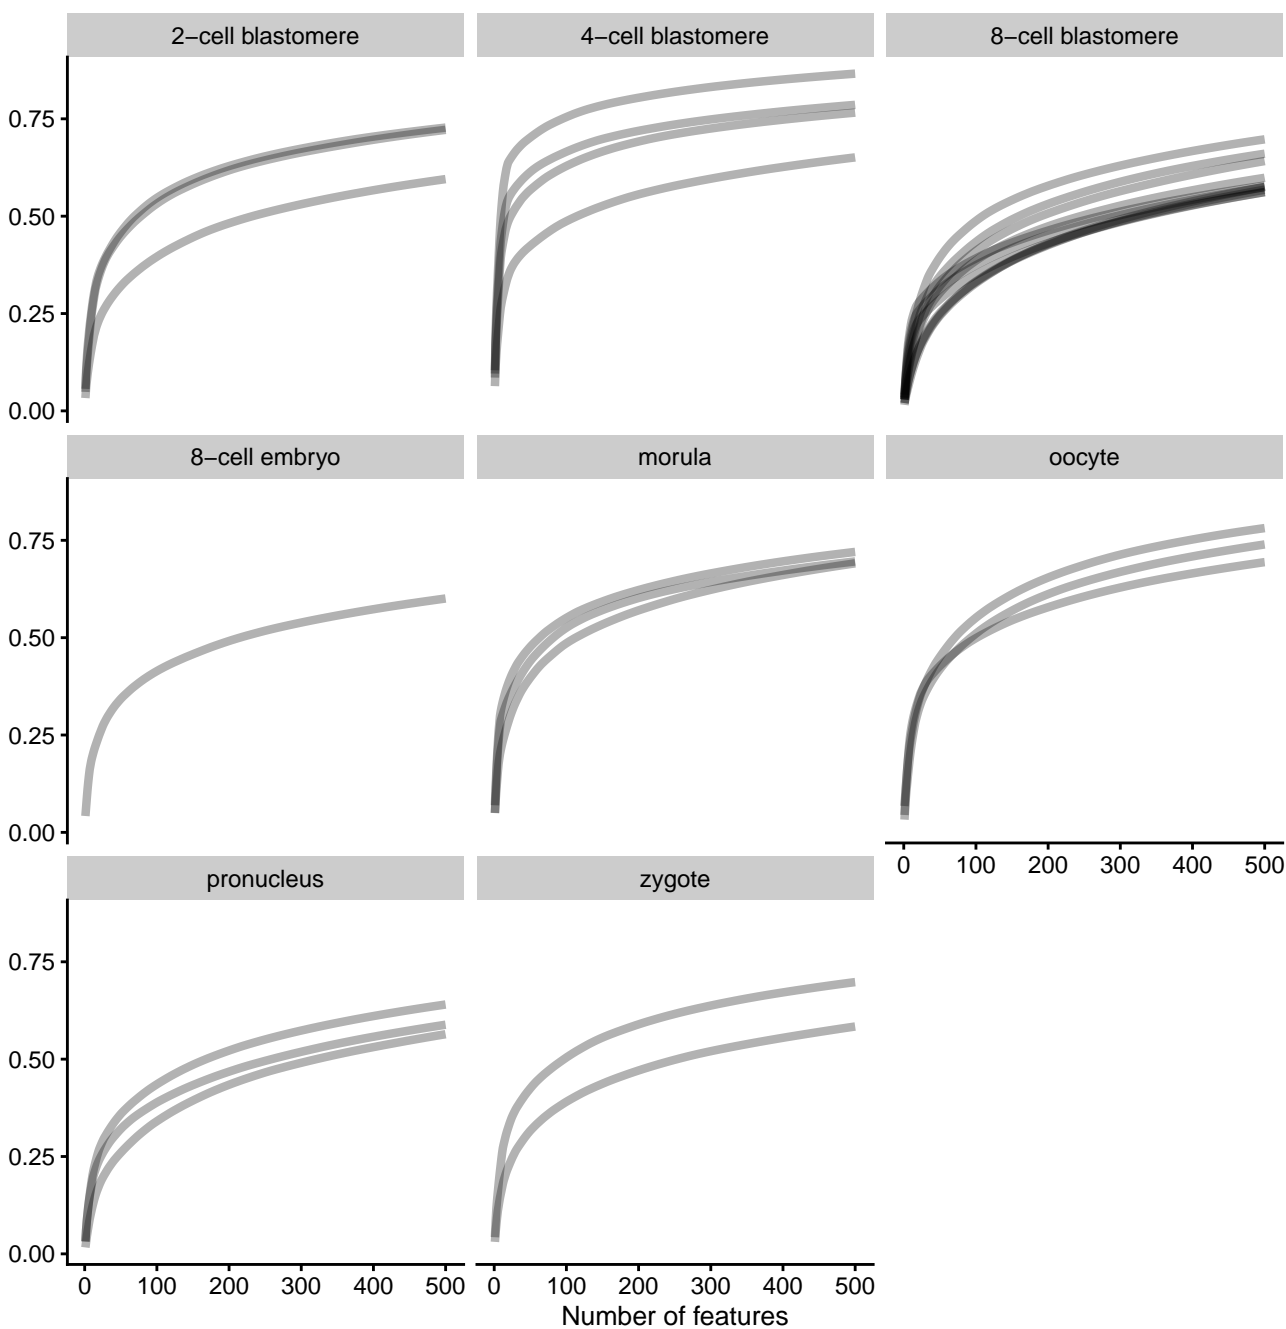 2−cell blastomere
4−cell blastomere
8−cell blastomere
0.75
0.50
0.25
0.00
8−cell embryo
morula
oocyte
0.75
0.50
0.25
0.00
0 100 200 300 400 500
pronucleus
zygote
0.75
0.50
0.25
0.00
0 100 200 300 400 500
0 100 200 300 400 500
Number of features